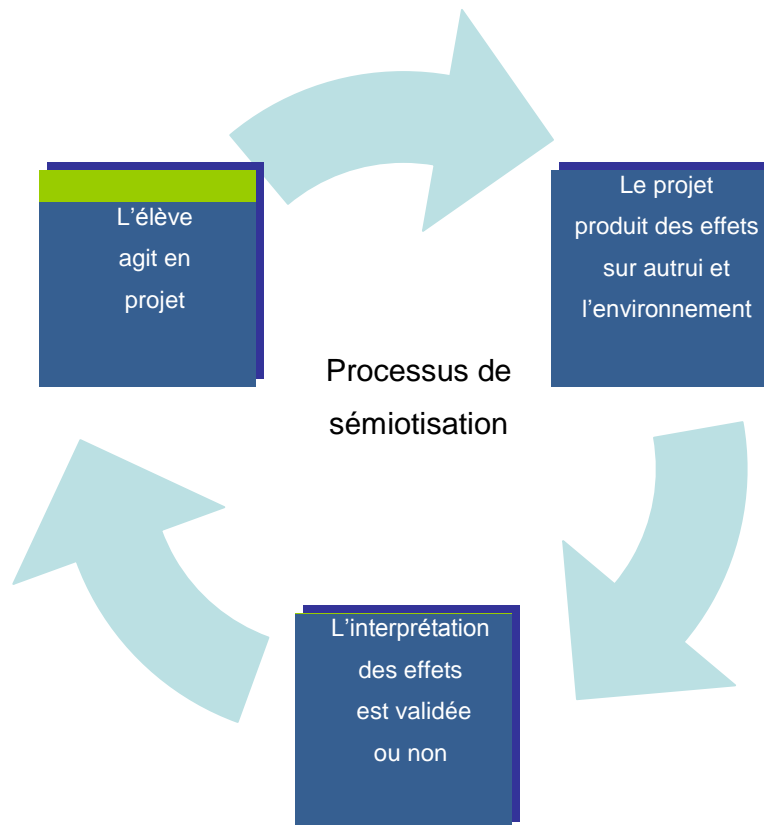 L’élève
agit en
projet
Le projet
produit des effets
sur autrui et
l’environnement
Processus de
sémiotisation
L’interprétation
des effets
est validée
ou non